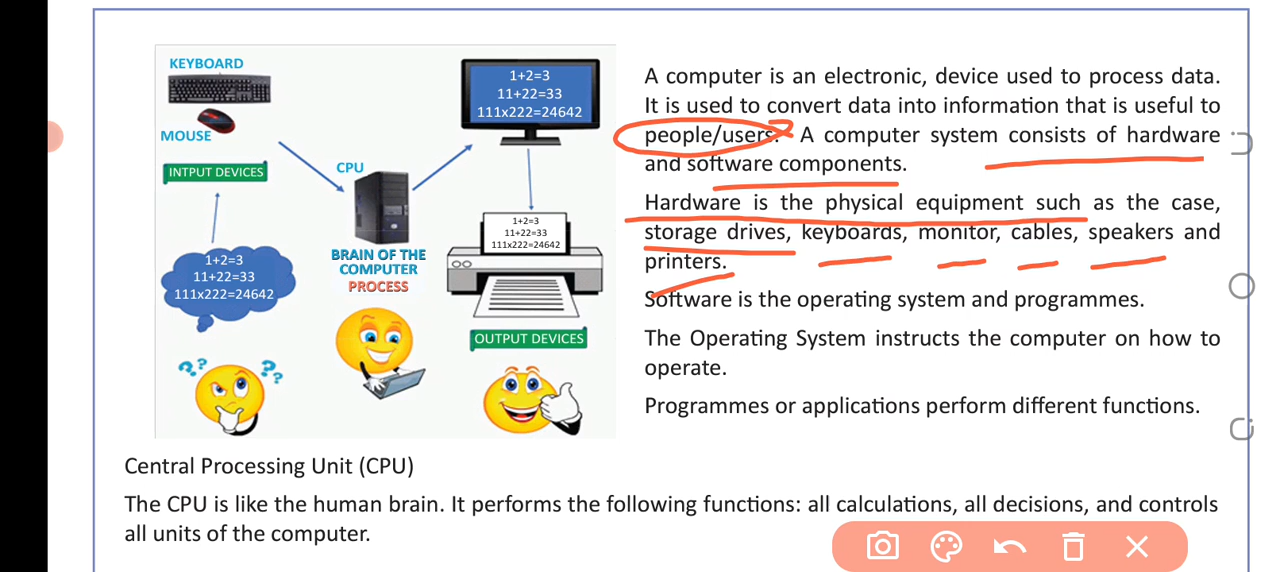 KEYBOARD
MOUSE
INTPUT DEVICES
1+2=3
11+22=33
111x222=24642
??
??
CPU
BRAIN OF THE
COMPUTER
PROCESS
1+2=3
11+22=33
111x222=24642
1+2=3
11+22=33
111x222=24642
OUTPUT DEVICES
A computer is an electronic, device used to process data.
It is used to convert data into information that is useful to
people/users. A computer system consists of hardware
and software components.
Hardware is the physical equipment such as the case,
storage drives, keyboards, monitor, cables, speakers and
printers.
Software is the operating system and programmes.
The Operating System instructs the computer on how to
operate.
Programmes or applications perform different functions.
Central Processing Unit (CPU)
The CPU is like the human brain. It performs the following functions: all calculations, all decisions, and controls
all units of the computer.